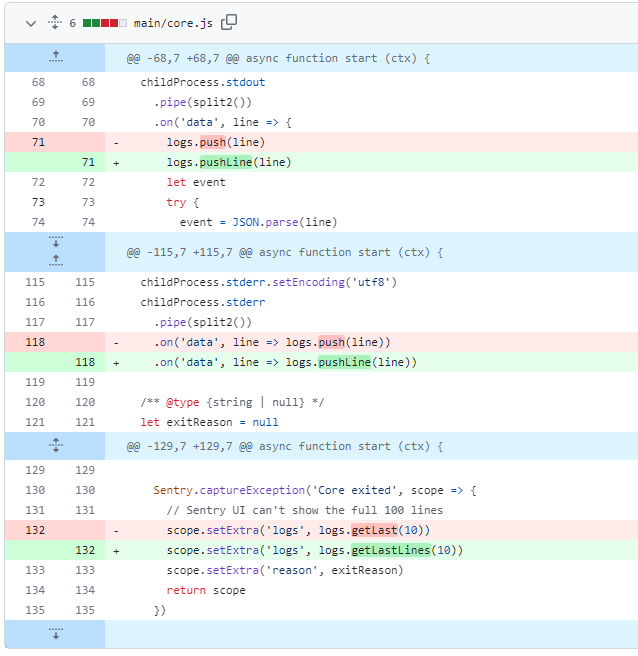 6 main/core.js
@@ -68,7 +68,7 @@ async function start (ctx) {
68 68 childProcess.stdout
69 69 .pipe(split2())
70 70 .on('data', line => {
71 - logs.push(line)
71 + logs.pushLine(line)
72 72 let event
73 73 try {
74 74 event = JSON.parse(line)
@@ -115,7 +115,7 @@ async function start (ctx) {
115 115 childProcess.stderr.setEncoding('utf8')
116 116 childProcess.stderr
117 117 .pipe(split2())
118 - .on('data', line => logs.push(line))
118 + .on('data', line => logs.pushLine(line))
119 119
120 120 /** @type {string | null} */
121 121 let exitReason = null
@@ -129,7 +129,7 @@ async function start (ctx) {
129 129
130 130 Sentry.captureException('Core exited', scope => {
131 131 // Sentry UI can't show the full 100 lines
132 - scope.setExtra('logs', logs.getLast(10))
132 + scope.setExtra('logs', logs.getLastLines(10))
133 133 scope.setExtra('reason', exitReason)
134 134 return scope
135 135 })